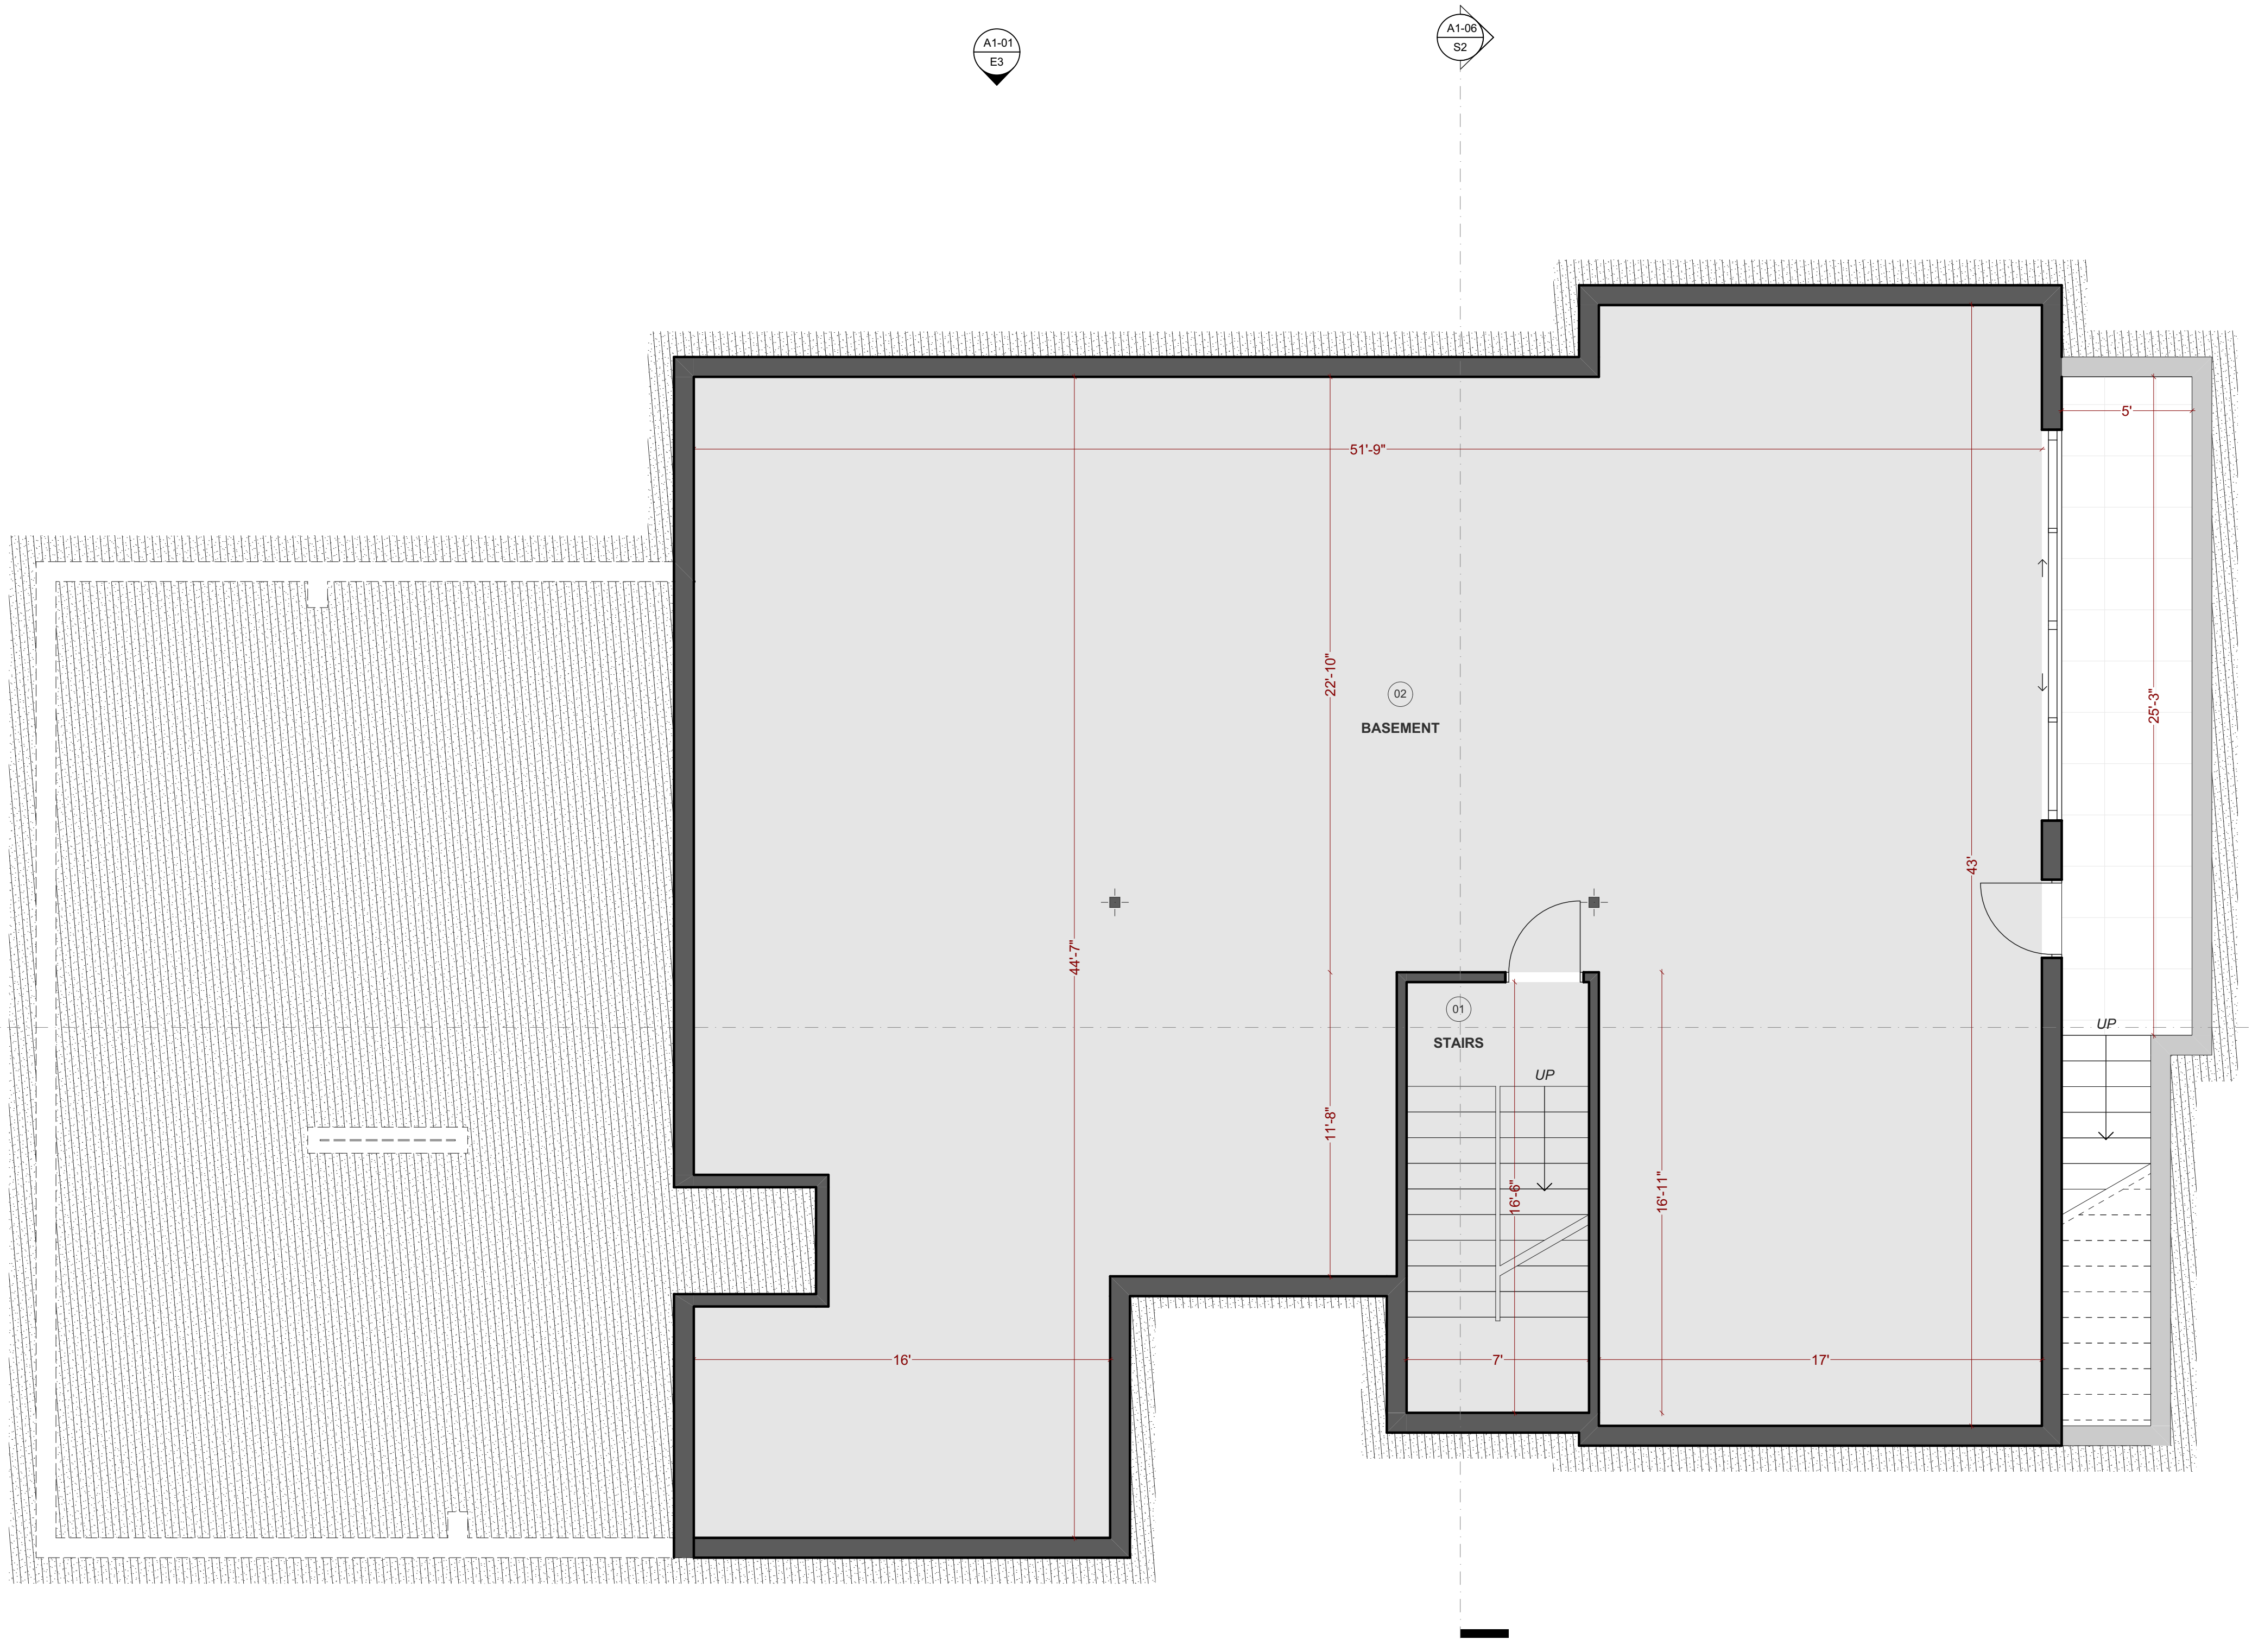 A1-01
E3
A1-06
S2
5'
51'-9"
22'-10"
02
BASEMENT
25'-3"
43'
44'-7"
01
STAIRS
UP
UP
11'-8"
16'-6"
16'-11"
16'
7'
17'